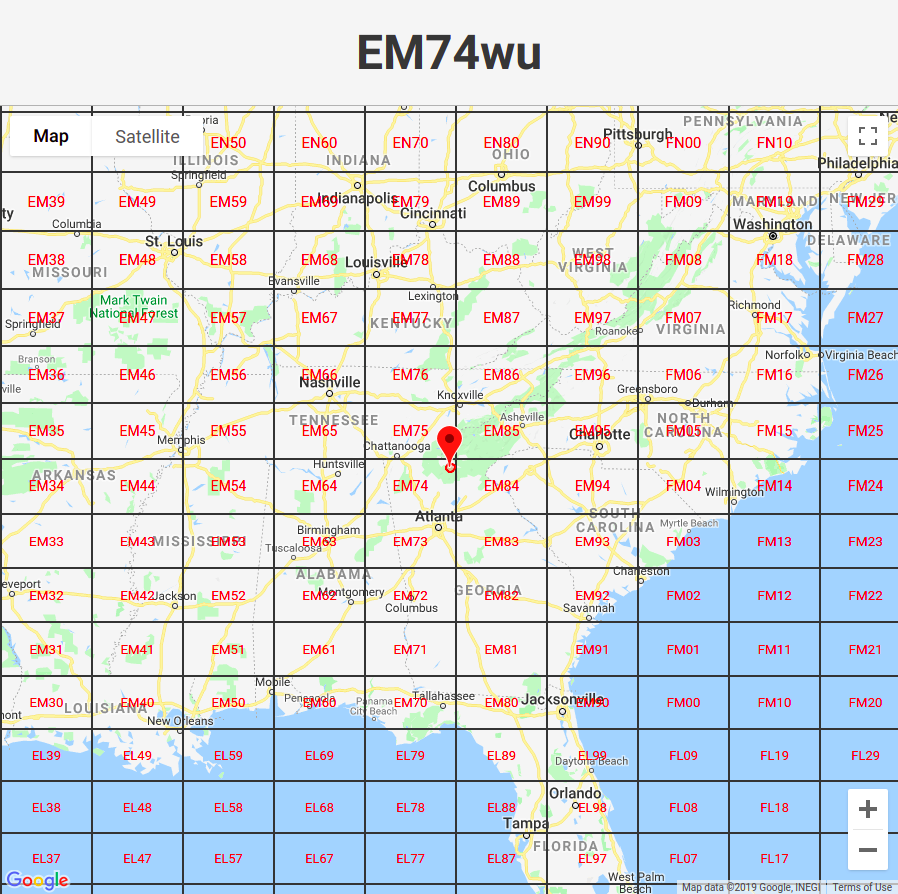 EM74wu
Map
Satellite
oria
EN50
EN60
EN70
EN80
EN90
FN00
FN10
Pittsburgh
PENNSYLVANIA
Ne
ILLINOIS
INDIANA
OHIO
Philadelphia
Springfield
Columbus
EM39
EM49
EM59
Indianapolis
EM79
EM89
EM99
FM09
MARYLAND
FM19
NEW JER
FM29
ty
Columbia
Cincinnati
Washington
St. Louis
DELAWARE
EM38
EM48
EM58
EM68
Louisville
EM78
EM88
WEST
VIRGINIA
EM98
FM08
FM18
FM28
MISSOURI
Evansville
Lexington
Mark Twain
National Forest
Richmond
EM37
EM47
EM57
EM67
EM77
EM87
EM97
FM07
FM17
FM27
Springfield
KENTUCKY
Roanoke
VIRGINIA
Branson
Norfolk
Virginia Beach
EM36
EM46
EM56
EM66
EM76
EM86
EM96
FM06
FM16
FM26
ville
Nashville
Knoxville
Greensboro
Durham
TENNESSEE
Asheville
NORTH
CAROLINA
EM35
EM45
EM55
EM65
EM75
EM85
EM95
FM05
FM15
FM25
Memphis
Chattanooga
Charlotte
ARKANSAS
Huntsville
EM34
EM44
EM54
EM64
EM74
EM84
EM94
FM04
FM14
FM24
Wilmington
Atlanta
SOUTH
CAROLINA
Myrtle Beach
Birmingham
EM33
EM43
MISSISSIPPI
EM53
EM63
EM73
EM83
EM93
FM03
FM13
FM23
Tuscaloosa
ALABAMA
Charleston
eveport
GEORGIA
EM32
EM42
Jackson
EM52
EM62
Montgomery
EM72
EM82
EM92
FM02
FM12
FM22
Columbus
Savannah
EM31
EM41
EM51
EM61
EM71
EM81
EM91
FM01
FM11
FM21
Mobile
Pensacola
Panama
City Beach
Tallahassee
Jacksonville
EM30
EM40
EM50
EM60
EM70
EM80
EM90
FM00
FM10
FM20
mont
LOUISIANA
New Orleans
EL39
EL49
EL59
EL69
EL79
EL89
EL99
FL09
FL19
FL29
Daytona Beach
Orlando
EL38
EL48
EL58
EL68
EL78
EL88
EL98
FL08
FL18
Tampa
FLORIDA
EL37
EL47
EL57
EL67
EL77
EL87
EL97
FL07
FL17
West Palm
Beach
Google
Map data ©2019 Google, INEGI
Terms of Use